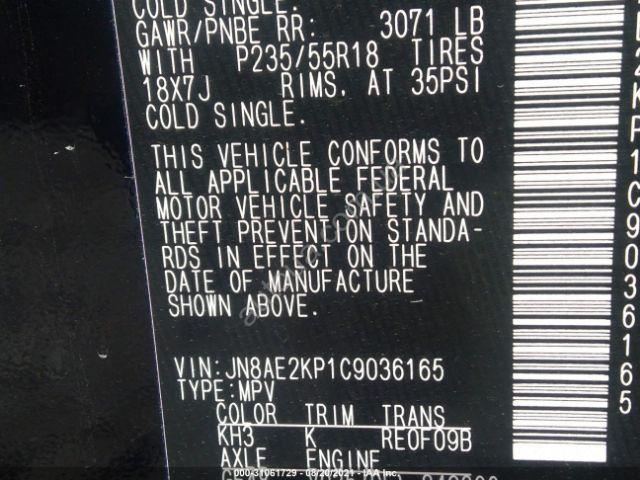 COLD SINGLE.
GAWR/PNBE RR: 3071 LB
WITH P235/55R18 TIRES
18X7J RIMS, AT 35PSI
COLD SINGLE.
THIS VEHICLE CONFORMS TO
ALL APPLICABLE FEDERAL
MOTOR VEHICLE SAFETY AND
THEFT PREVENTION STANDA-
RDS IN EFFECT ON THE
DATE OF MANUFACTURE
SHOWN ABOVE.
VIN:JN8AE2KP1C9036165
TYPE:MPV
COLOR TRIM TRANS
KH3 K RE0F09B
AXLE ENGINE
2KP1C9036165
000-31051729 - 08/20/2021 - IAA Inc.